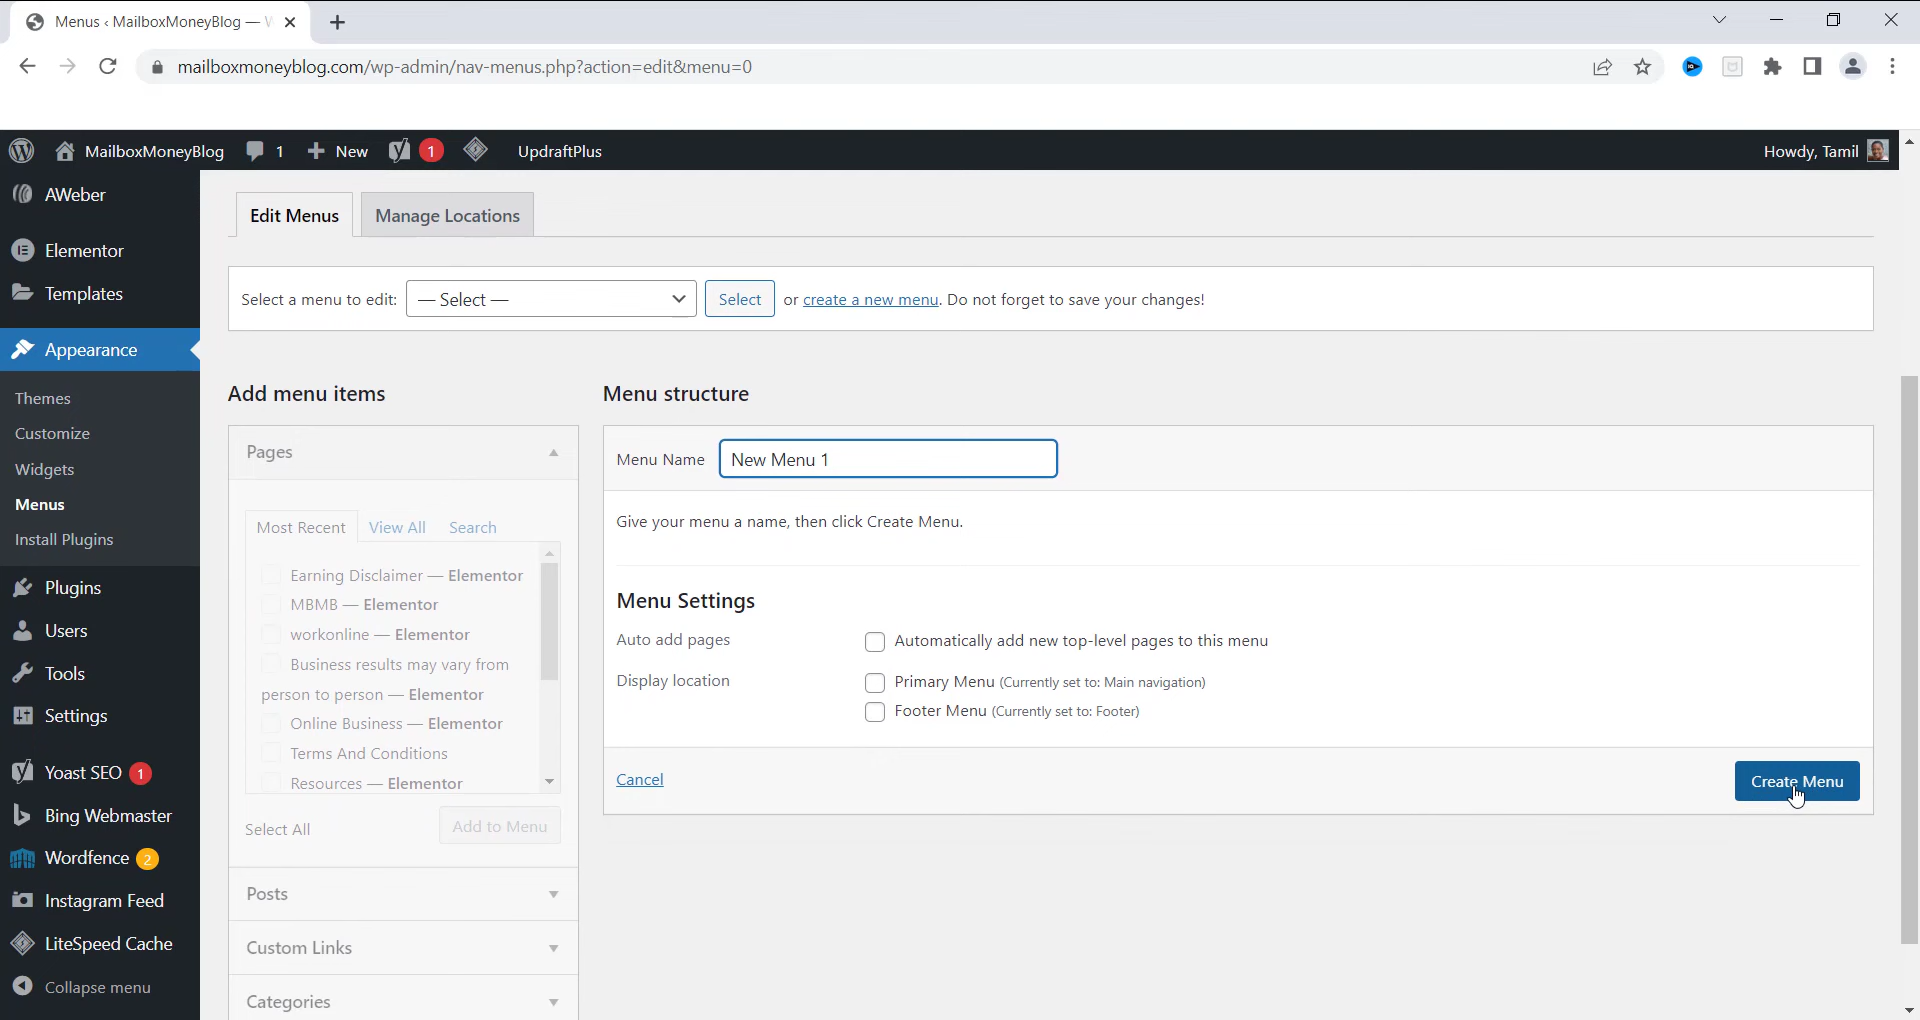 Menus ‹ MailboxMoneyBlog — W
mailboxmoneyblog.com/wp-admin/nav-menus.php?action=edit&menu=0
MailboxMoneyBlog 1 New 1 UpdraftPlus Howdy, Tamil
AWeber
Elementor
Templates
Appearance
Themes
Customize
Widgets
Menus
Install Plugins
Plugins
Users
Tools
Settings
Yoast SEO 1
Bing Webmaster
Wordfence 2
Instagram Feed
LiteSpeed Cache
Collapse menu
Edit Menus Manage Locations
Select a menu to edit: — Select — Select or create a new menu. Do not forget to save your changes!
Add menu items
Pages
Most Recent View All Search
Earning Disclaimer — Elementor
MBMB — Elementor
workonline — Elementor
Business results may vary from
person to person — Elementor
Online Business — Elementor
Terms And Conditions
Resources — Elementor
Select All Add to Menu
Posts
Custom Links
Categories
Menu structure
Menu Name New Menu 1
Give your menu a name, then click Create Menu.
Menu Settings
Auto add pages Automatically add new top-level pages to this menu
Display location Primary Menu (Currently set to: Main navigation)
Footer Menu (Currently set to: Footer)
Cancel Create Menu